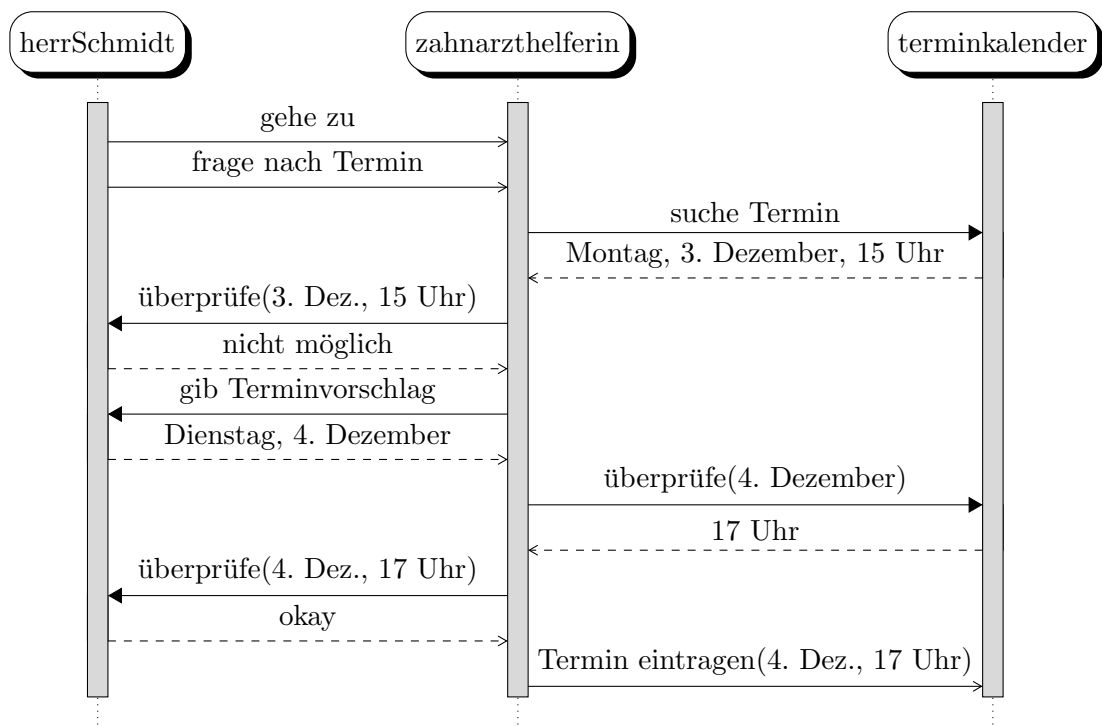 herrSchmidt
zahnarzthelferin
terminkalender
gehe zu
frage nach Termin
suche Termin
Montag, 3. Dezember, 15 Uhr
überprüfe(3. Dez., 15 Uhr)
nicht möglich
gib Terminvorschlag
Dienstag, 4. Dezember
überprüfe(4. Dezember)
17 Uhr
überprüfe(4. Dez., 17 Uhr)
okay
Termin eintragen(4. Dez., 17 Uhr)